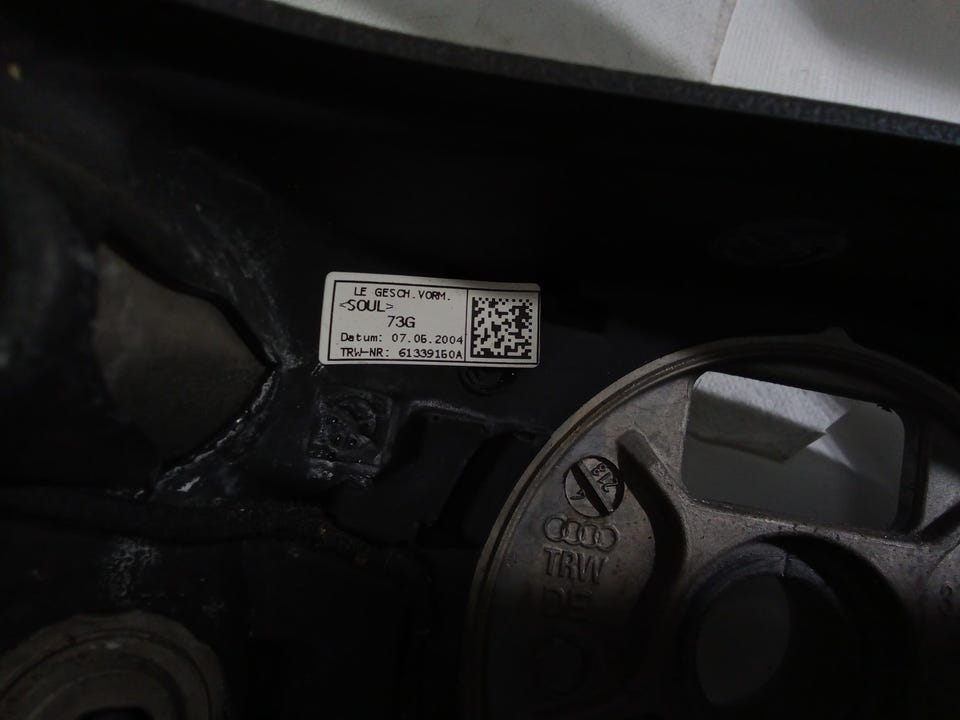 LE GESCH.VORM.
<SOUL>
73G
Datum: 07.06.2004
TRW-NR: 61339160A
TRW